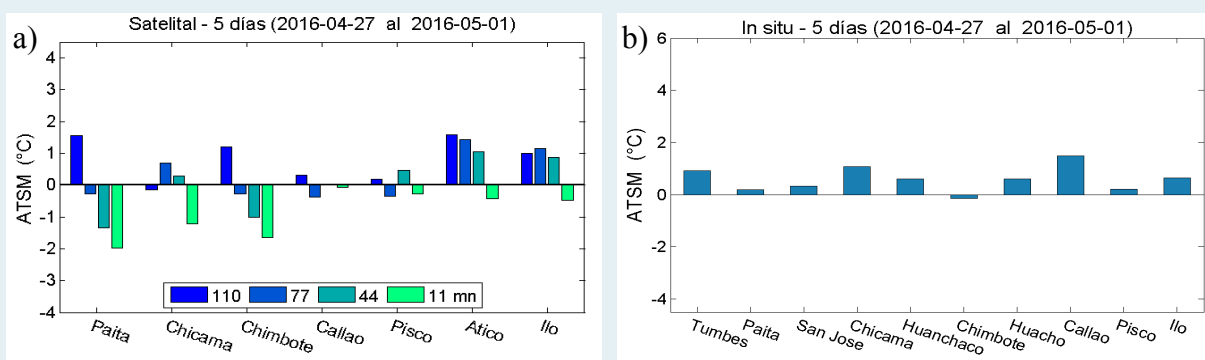 a)
Satelital - 5 días (2016-04-27 al 2016-05-01)
ATSM (°C)
4
3
2
1
0
-1
-2
-3
-4
110 77 44 11 mn
Paita Chicama Chimbote Callao Pisco Atico Ilo
b)
In situ - 5 días (2016-04-27 al 2016-05-01)
ATSM (°C)
6
4
2
0
-2
-4
Tumbes Paita San Jose Chicama Huanchaco Chimbote Huacho Callao Pisco Ilo